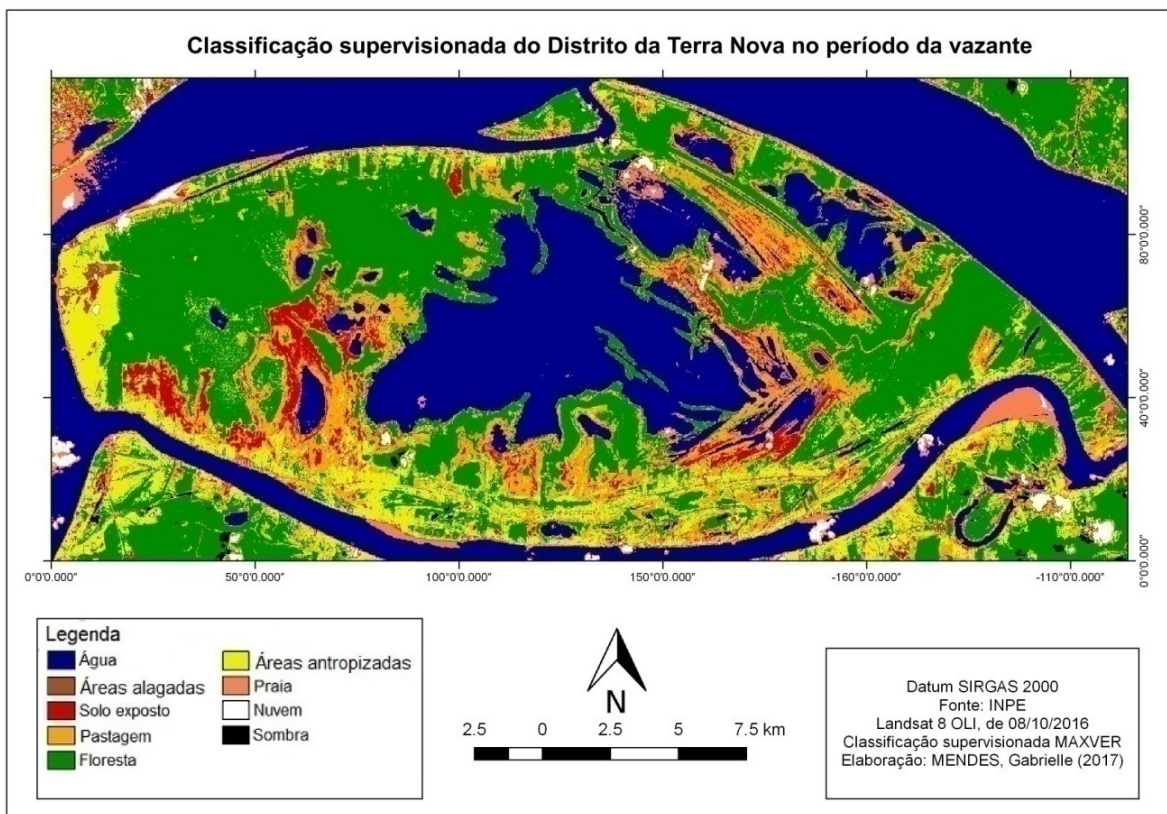 Classificação supervisionada do Distrito da Terra Nova no período da vazante
80°0'0.000"
40°0'0.000"
0°0'0.000"
0°0'0.000"
50°0'0.000"
100°0'0.000"
150°0'0.000"
-160°0'0.000"
-110°0'0.000"
Legenda
Água
Áreas alagadas
Solo exposto
Pastagem
Floresta
Áreas antropizadas
Praia
Nuvem
Sombra
N
2.5 0 2.5 5 7.5 km
Datum SIRGAS 2000
Fonte: INPE
Landsat 8 OLI, de 08/10/2016
Classificação supervisionada MAXVER
Elaboração: MENDES, Gabrielle (2017)